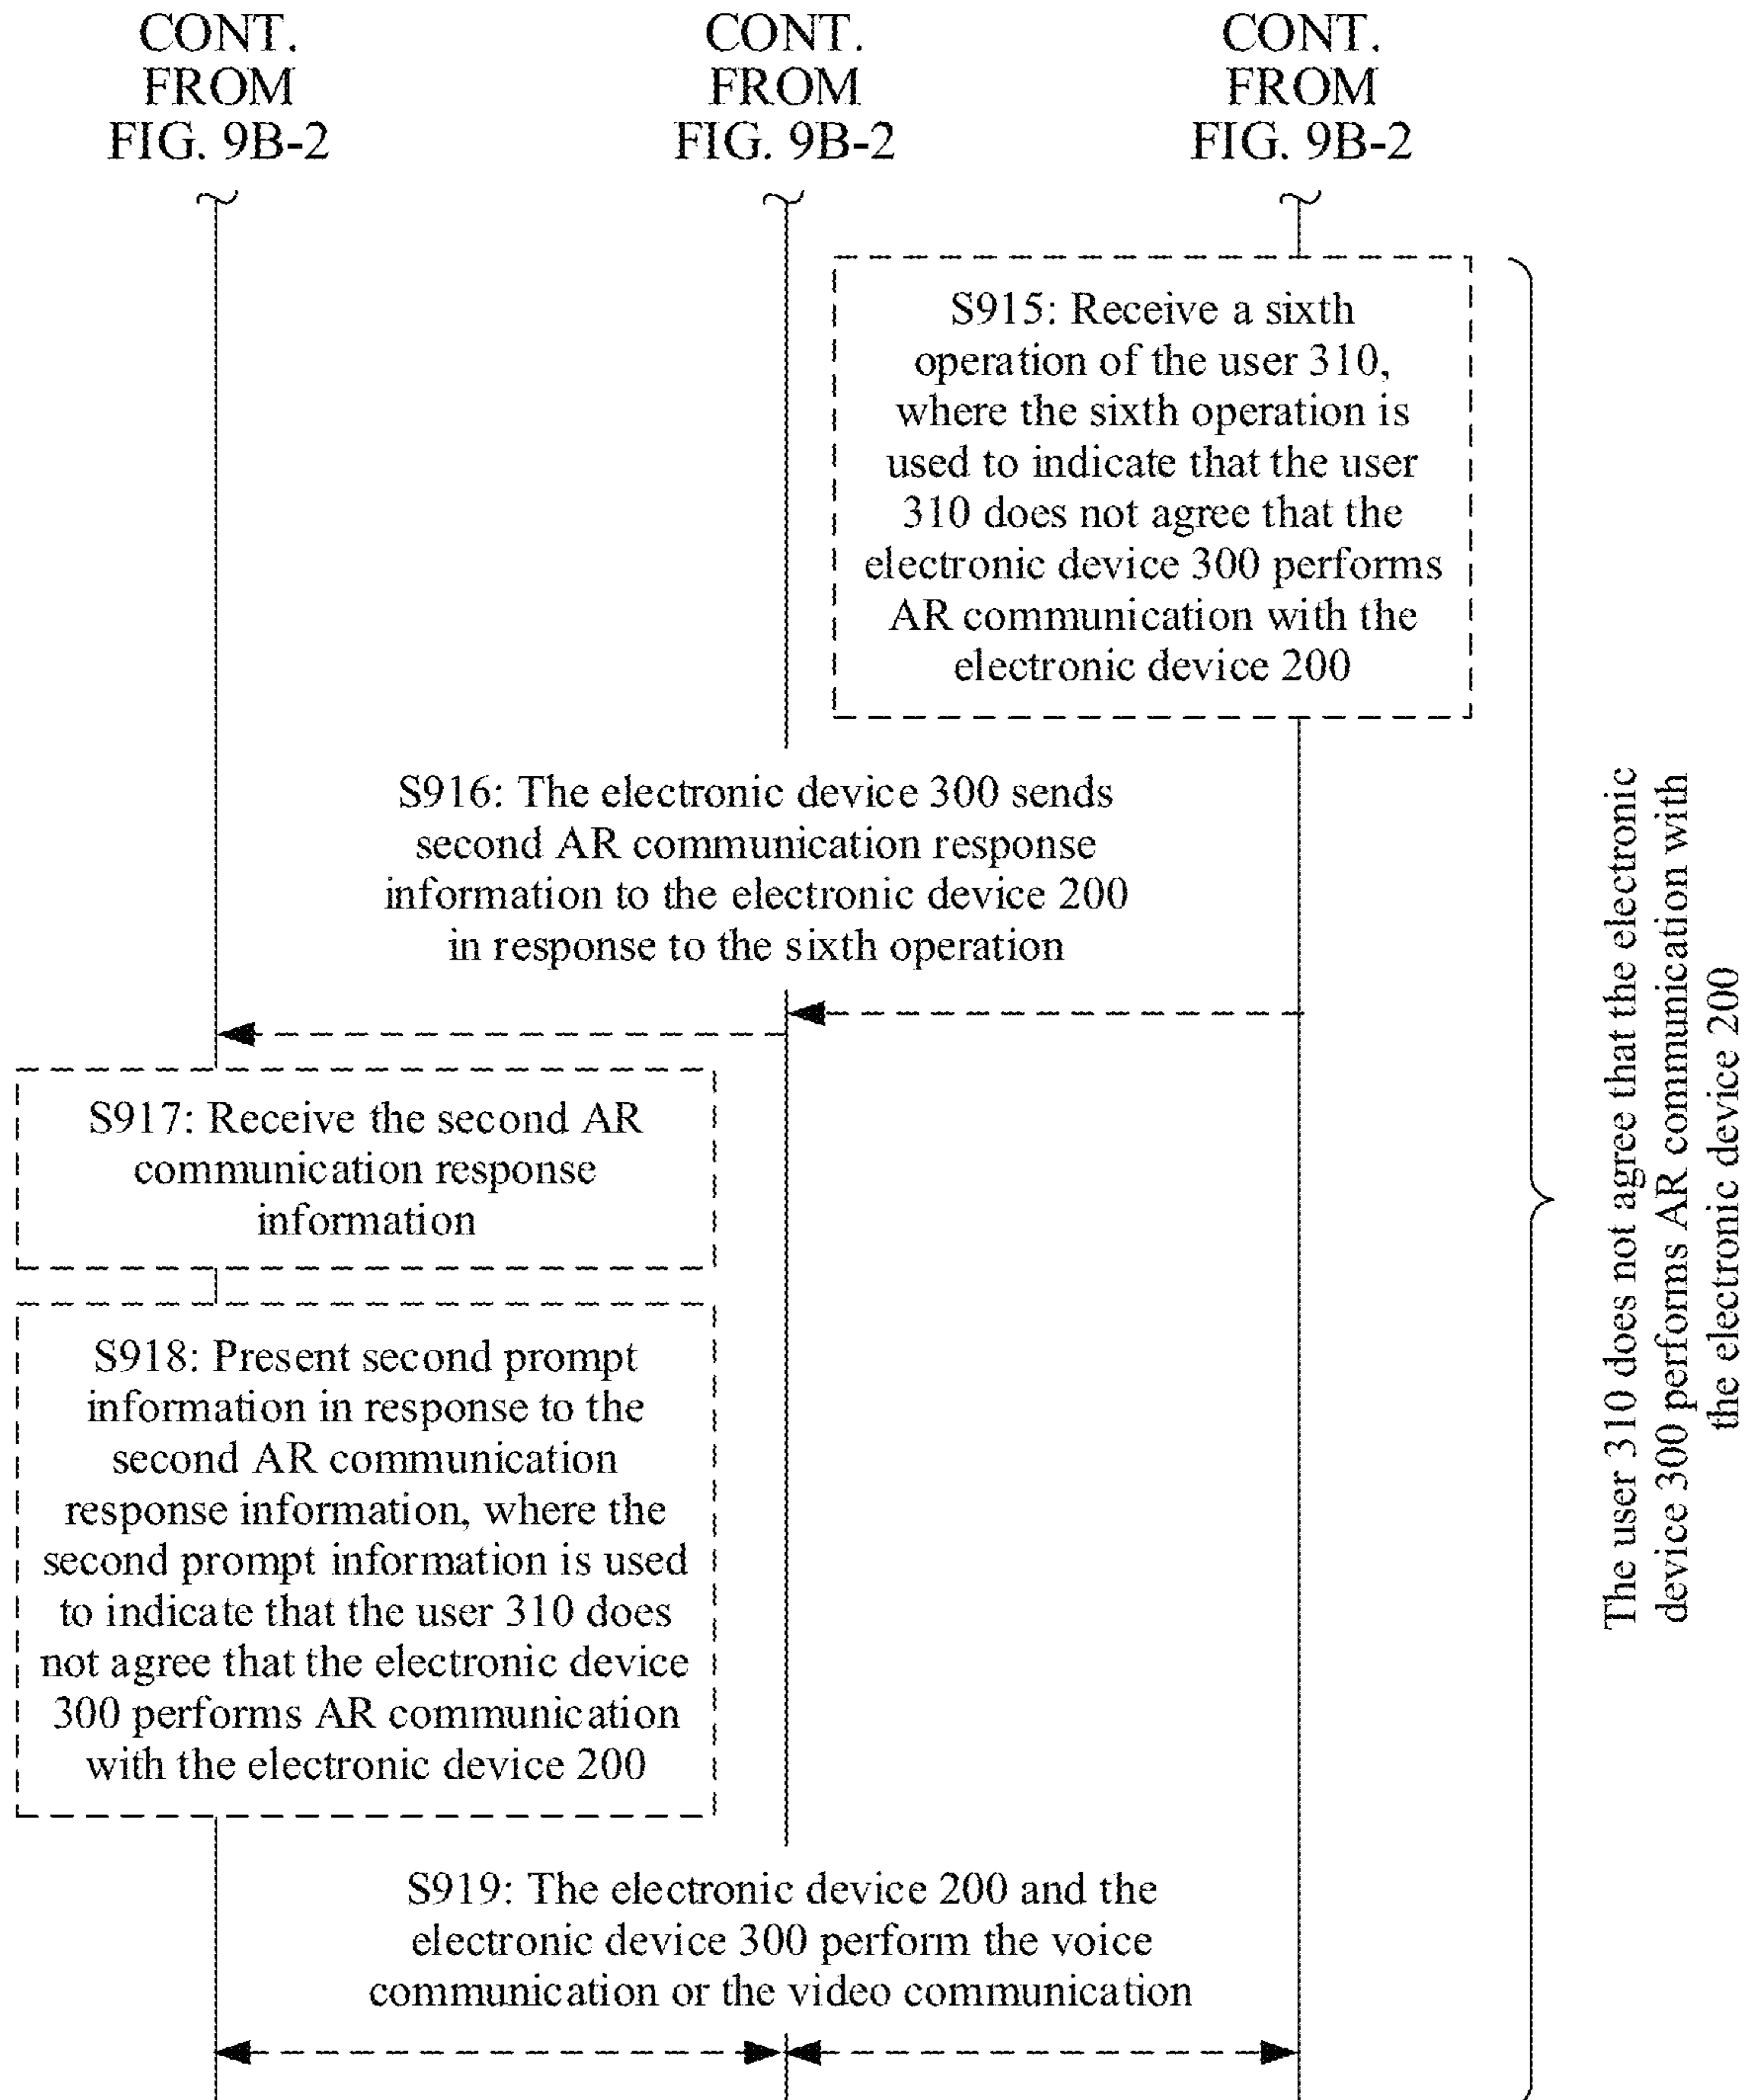 CONT.
FROM
FIG. 9B-2
CONT.
FROM
FIG. 9B-2
CONT.
FROM
FIG. 9B-2
S915: Receive a sixth
operation of the user 310,
where the sixth operation is
used to indicate that the user
310 does not agree that the
electronic device 300 performs
AR communication with the
electronic device 200
S916: The electronic device 300 sends
second AR communication response
information to the electronic device 200
in response to the sixth operation
S917: Receive the second AR
communication response
information
S918: Present second prompt
information in response to the
second AR communication
response information, where the
second prompt information is used
to indicate that the user 310 does
not agree that the electronic device
300 performs AR communication
with the electronic device 200
S919: The electronic device 200 and the
electronic device 300 perform the voice
communication or the video communication
The user 310 does not agree that the electronic
device 300 performs AR communication with
the electronic device 200